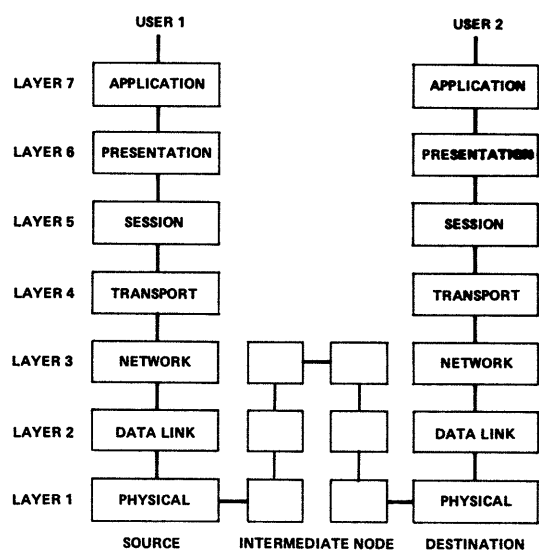 USER 1 USER 2
LAYER 7 APPLICATION APPLICATION
LAYER 6 PRESENTATION PRESENTATION
LAYER 5 SESSION SESSION
LAYER 4 TRANSPORT TRANSPORT
LAYER 3 NETWORK NETWORK
LAYER 2 DATA LINK DATA LINK
LAYER 1 PHYSICAL PHYSICAL
SOURCE INTERMEDIATE NODE DESTINATION